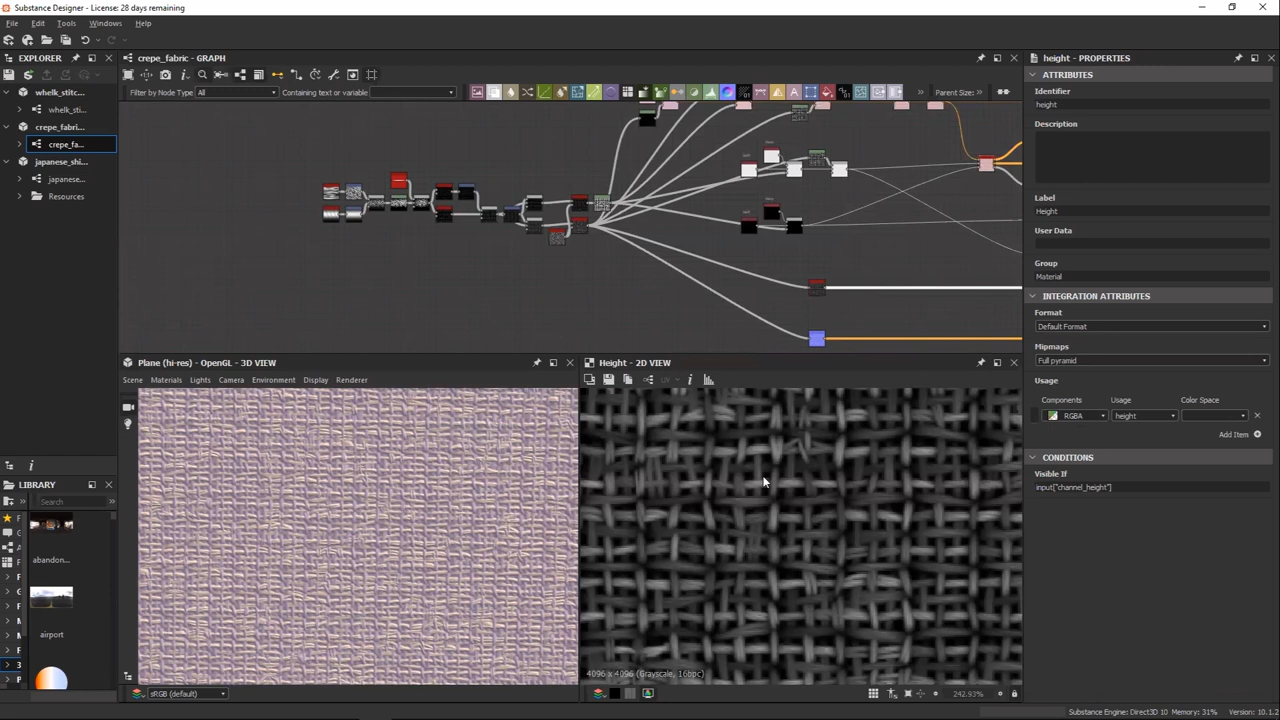 Substance Designer - License: 28 days remaining
File Edit Tools Windows Help
EXPLORER
whelk_stitc...
whelk_sti...
crepe_fabri...
crepe_fa...
japanese_shi...
japanese...
Resources
LIBRARY
Search
abandon...
airport
crepe_fabric - GRAPH
Filter by Node Type All Containing text or variable
Parent Size:
Plane (hi-res) - OpenGL - 3D VIEW
Scene Materials Lights Camera Environment Display Renderer
sRGB (default)
Height - 2D VIEW
UV
4096 x 4096 (Grayscale, 16bpc)
242.93%
height - PROPERTIES
ATTRIBUTES
Identifier
height
Description
Label
Height
User Data
Group
Material
INTEGRATION ATTRIBUTES
Format
Default Format
Mipmaps
Full pyramid
Usage
Components Usage Color Space
RGBA height
Add Item
CONDITIONS
Visible If
input["channel_height"]
Substance Engine: Direct3D 10 Memory: 31% Version: 10.1.2